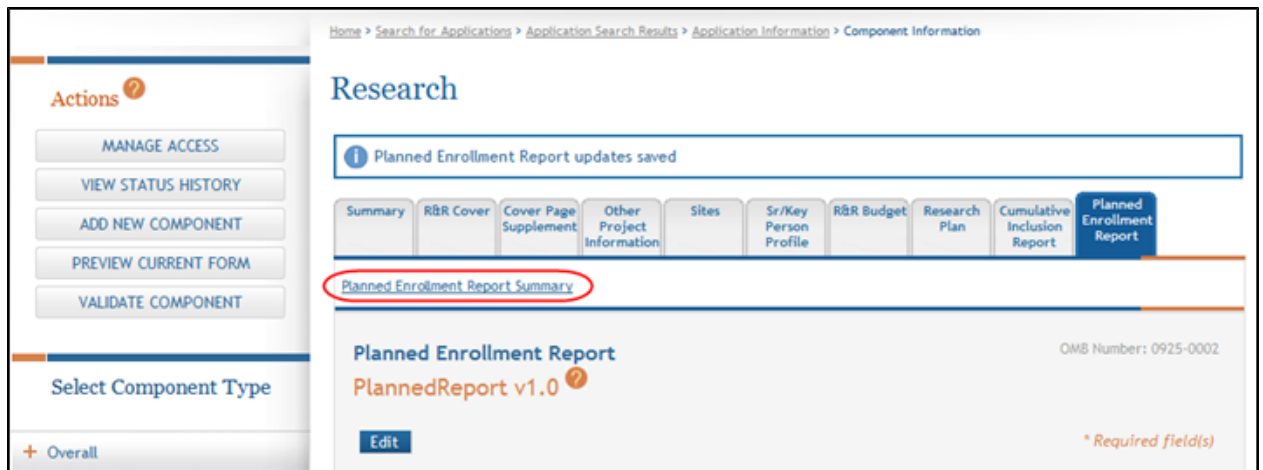 Home > Search for Applications > Application Search Results > Application Information > Component Information
Actions ?
MANAGE ACCESS
VIEW STATUS HISTORY
ADD NEW COMPONENT
PREVIEW CURRENT FORM
VALIDATE COMPONENT
Select Component Type
+ Overall
Research
i Planned Enrollment Report updates saved
Summary
R&R Cover
Cover Page
Supplement
Other
Project
Information
Sites
Sr/Key
Person
Profile
R&R Budget
Research
Plan
Cumulative
Inclusion
Report
Planned
Enrollment
Report
Planned Enrollment Report Summary
Planned Enrollment Report
OMB Number: 0925-0002
PlannedReport v1.0 ?
Edit
* Required field(s)